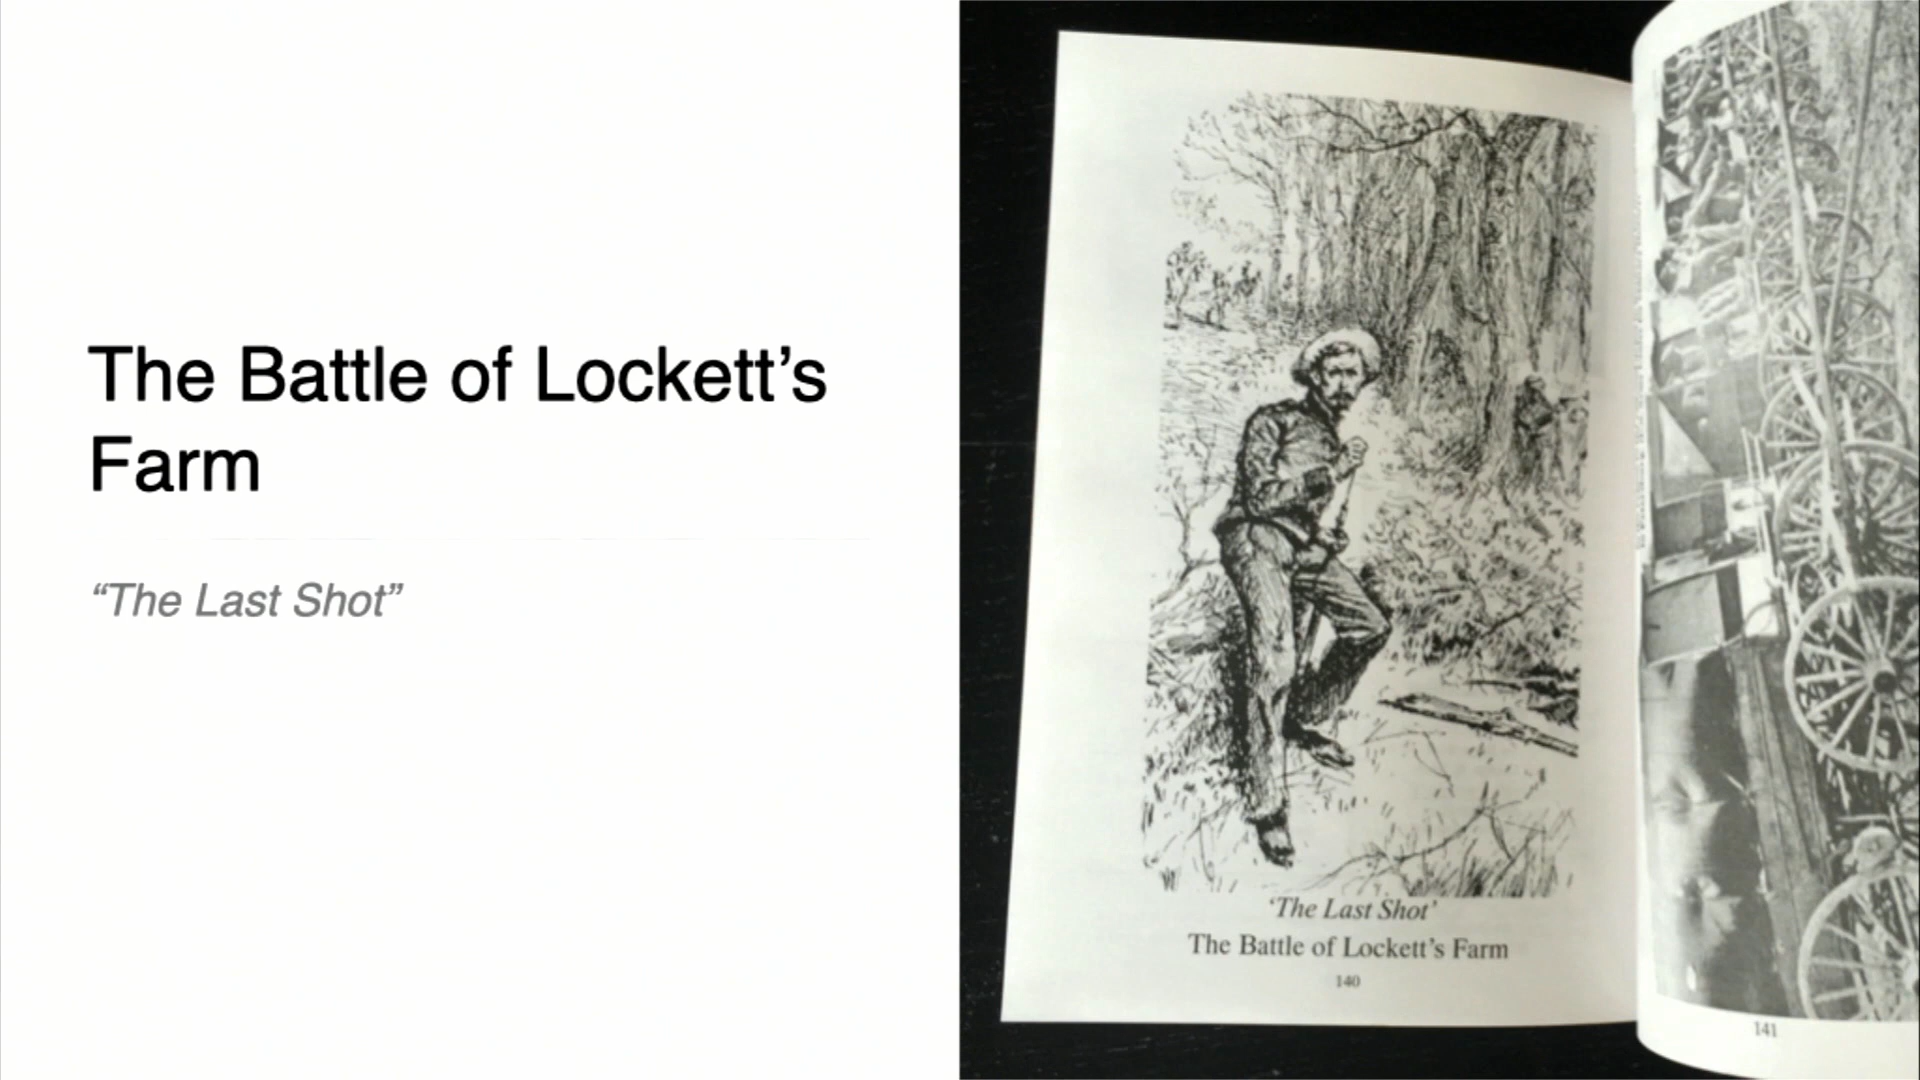 The Battle of Lockett’s
Farm
“The Last Shot”
‘The Last Shot’
The Battle of Lockett’s Farm
140
141